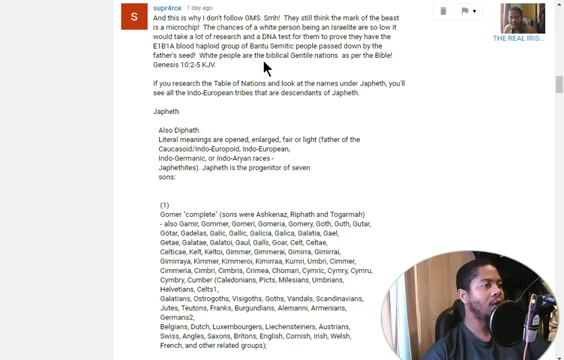 S
supr4rce 1 day ago
And this is why I don't follow GMS. Smh! They still think the mark of the beast
is a microchip! The chances of a white person being an Israelite are so low it
would take a lot of research and a DNA test for them to prove they have the
E1B1A blood haploid group of Bantu Semitic people passed down by the
father's seed! White people are the biblical Gentile nations as per the Bible!
Genesis 10:2-5 KJV.
If you research the Table of Nations and look at the names under Japheth, you'll
see all the Indo-European tribes that are descendants of Japheth.
Japheth
Also Diphath.
Literal meanings are opened, enlarged, fair or light (father of the
Caucasoid/Indo-Europoid, Indo-European,
Indo-Germanic, or Indo-Aryan races -
Japhethites). Japheth is the progenitor of seven
sons:
(1)
Gomer "complete" (sons were Ashkenaz, Riphath and Togarmah)
- also Gamir, Gommer, Gomeri, Gomeria, Gomery, Goth, Guth, Gutar,
Götar, Gadelas, Galic, Gallic, Galicia, Galica, Galatia, Gael,
Getae, Galatae, Galatoi, Gaul, Galls, Goar, Celt, Celtae,
Celticae, Kelt, Keltoi, Gimmer, Gimmerai, Gimirra, Gimirrai,
Gimirraya, Kimmer, Kimmeroi, Kimirraa, Kumri, Umbri, Cimmer,
Cimmeria, Cimbri, Cimbris, Crimea, Chomari, Cymric, Cymry, Cymru,
Cymbry, Cumber (Caledonians, Picts, Milesians, Umbrians,
Helvetians, Celts1,
Galatians, Ostrogoths, Visigoths, Goths, Vandals, Scandinavians,
Jutes, Teutons, Franks, Burgundians, Alemanni, Armenians,
Germans2,
Belgians, Dutch, Luxembourgers, Liechensteiners, Austrians,
Swiss, Angles, Saxons, Britons, English, Cornish, Irish, Welsh,
French, and other related groups);
THE REAL IRIS...